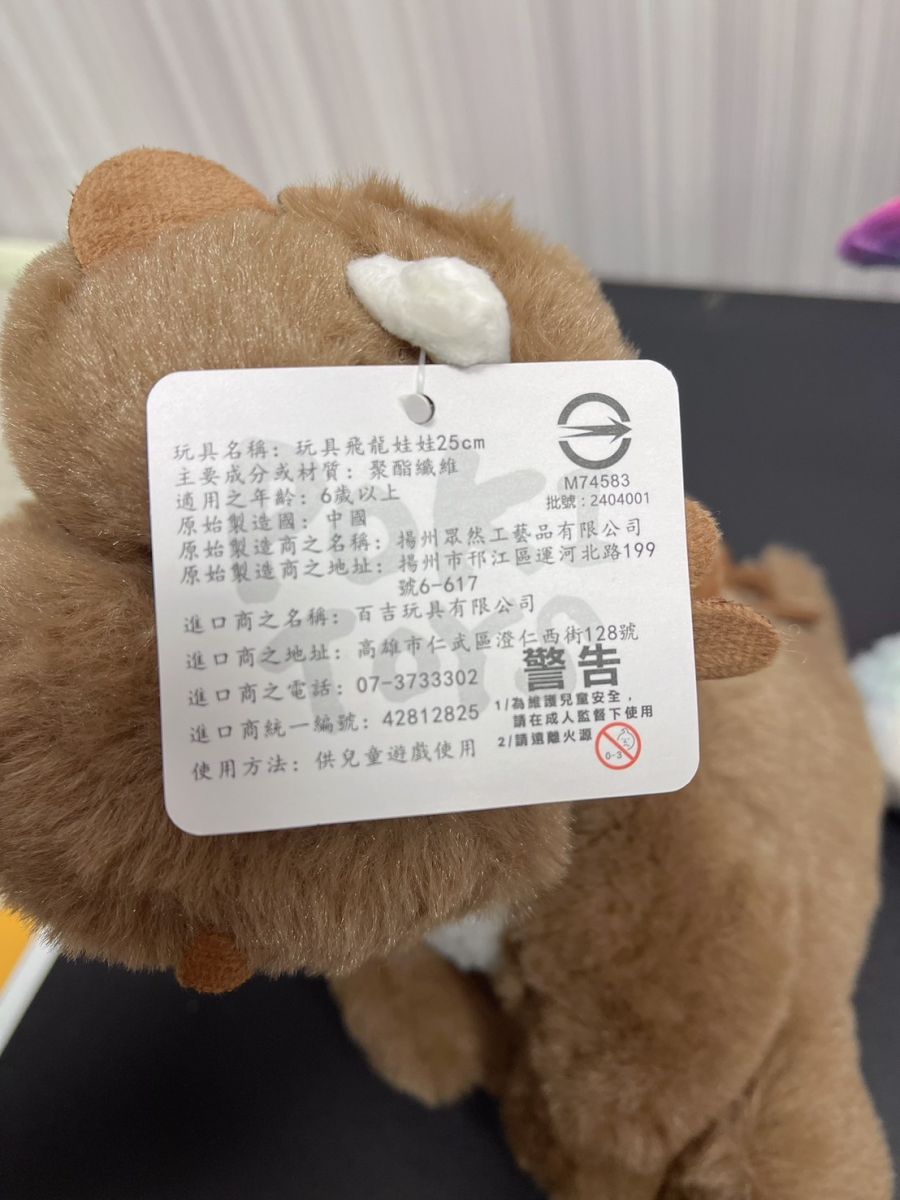 玩具名稱: 玩具飛龍娃娃25cm
主要成分或材質: 聚酯纖維
適用之年齡: 6歲以上
原始製造國: 中國
原始製造商之名稱: 揚州眾然工藝品有限公司
原始製造商之地址: 揚州市邗江區運河北路199
號6-617
進口商之名稱: 百吉玩具有限公司
進口商之地址: 高雄市仁武區澄仁西街128號
進口商之電話: 07-3733302
進口商統一編號: 42812825
使用方法: 供兒童遊戲使用
M74583
批號:2404001
警告
1/為維護兒童安全,
請在成人監督下使用
2/請遠離火源
0-3